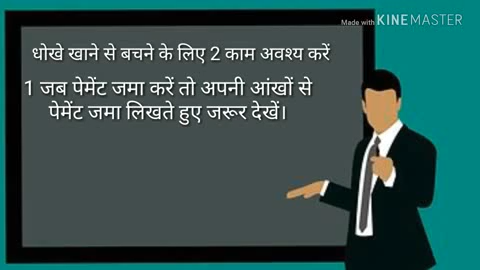 Made with KINEMASTER
धोखे खाने से बचने के लिए 2 काम अवश्य करें
1 जब पेमेंट जमा करें तो अपनी आंखों से
पेमेंट जमा लिखते हुए जरूर देखें।